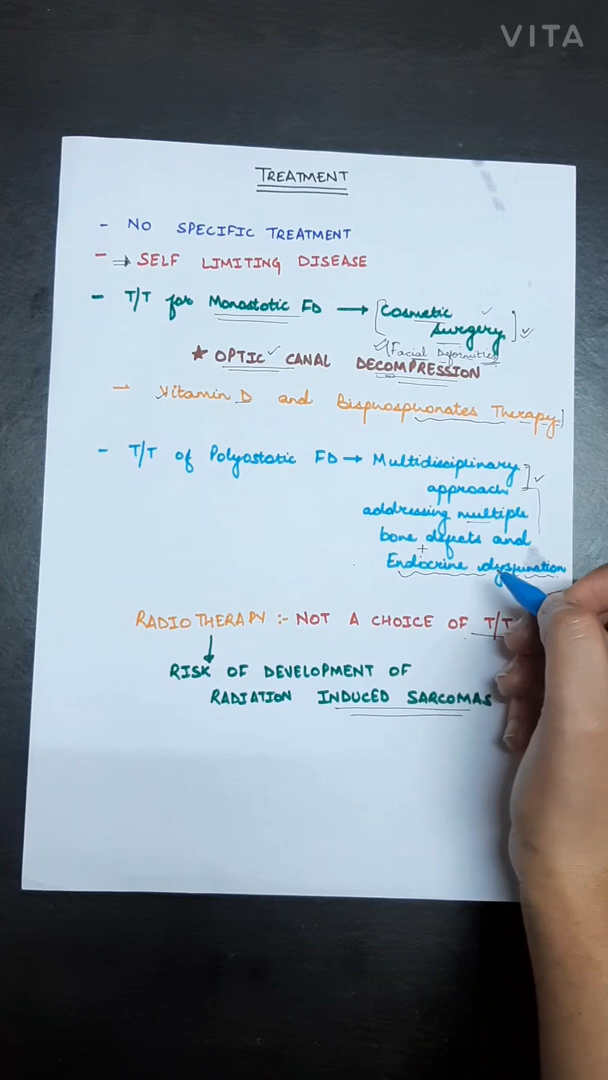 VITA
TREATMENT
- NO SPECIFIC TREATMENT
- → SELF LIMITING DISEASE
- T/T for Monostotic FD → [Cosmetic
Surgery]
(Facial Deformities)
★ OPTIC CANAL DECOMPRESSION
- Vitamin D and Bisphosphonates Therapy)
- T/T of Polyostotic FD → Multidisciplinary
approach
addressing multiple
bone defects and
+
Endocrine dysfunction
RADIOTHERAPY :- NOT A CHOICE OF T/T
↓
RISK OF DEVELOPMENT OF
RADIATION INDUCED SARCOMAS